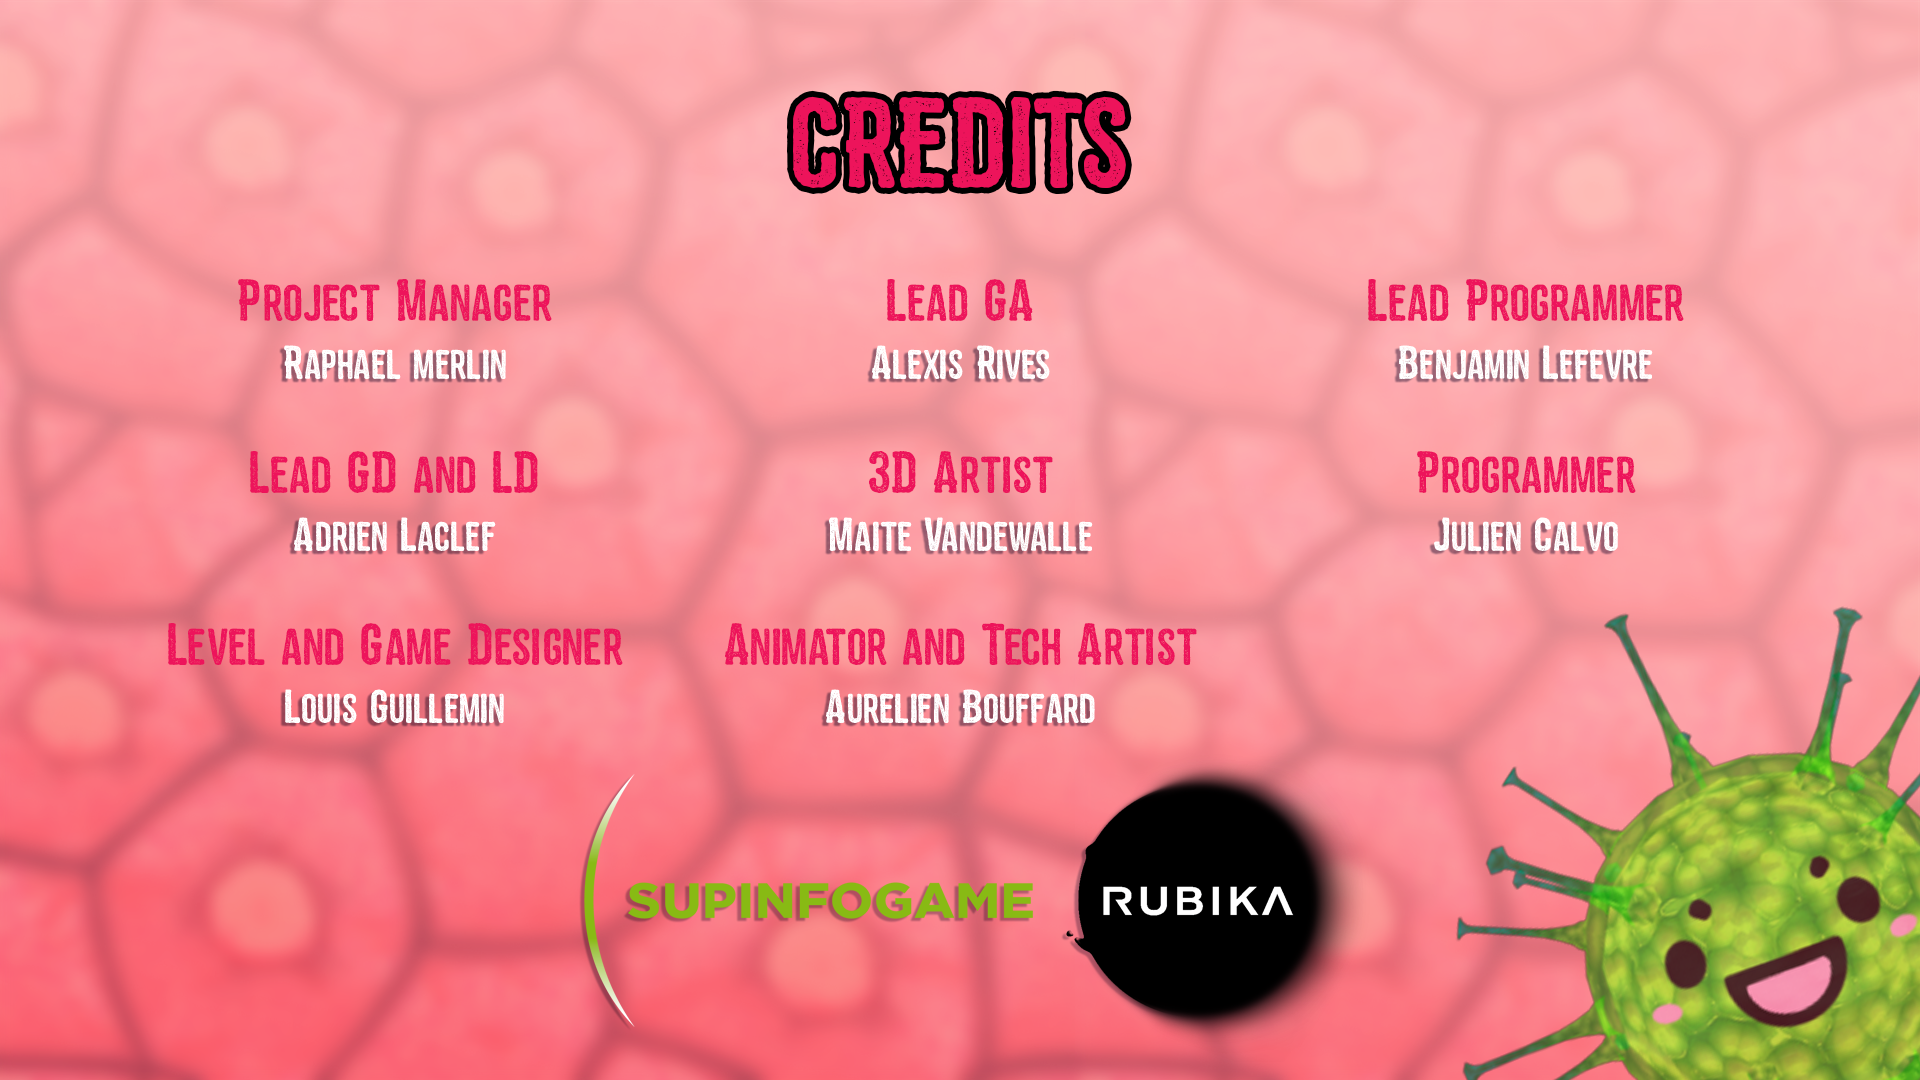 CREDITS
Project Manager
Raphael merlin
Lead GA
Alexis Rives
Lead Programmer
Benjamin Lefevre
Lead GD and LD
Adrien Laclef
3D Artist
Maite Vandewalle
Programmer
Julien Calvo
Level and Game Designer
Louis Guillemin
Animator and Tech Artist
Aurelien Bouffard
SUPINFOGAME
RUBIKA